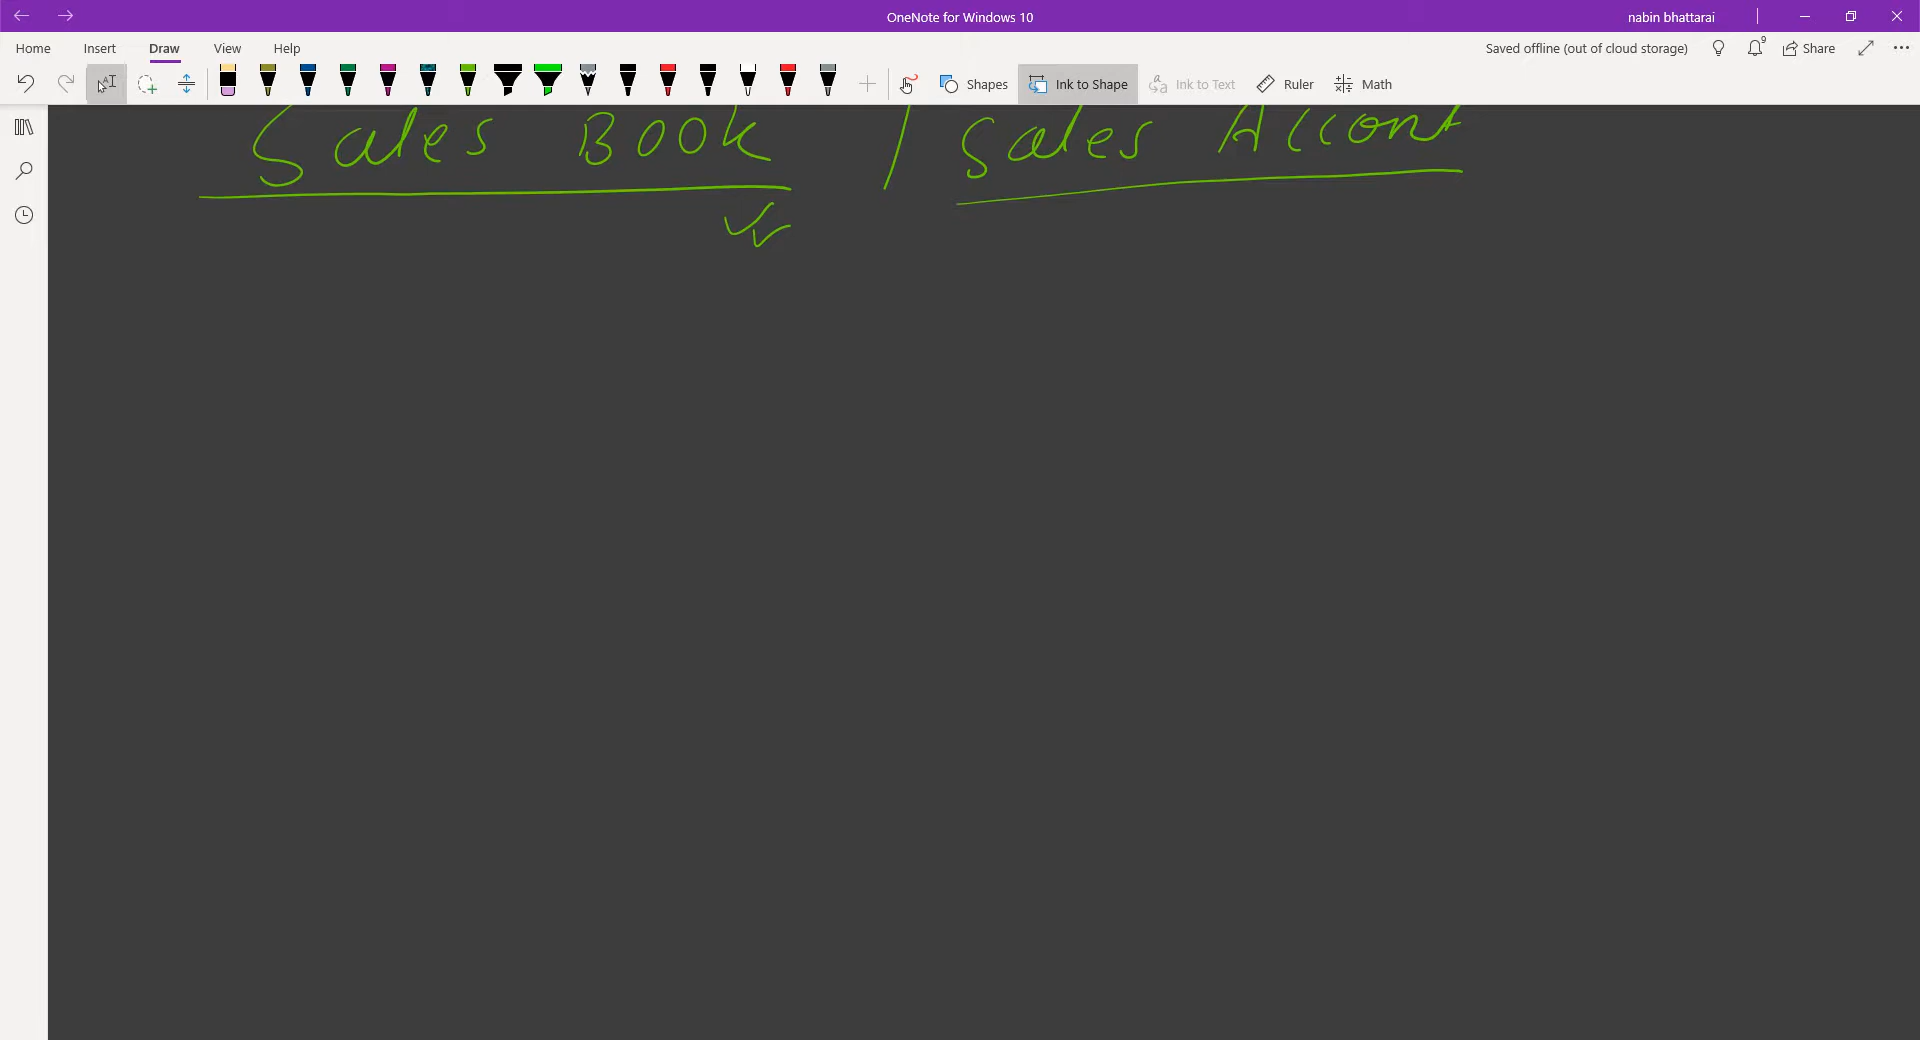 OneNote for Windows 10
nabin bhattarai
Home Insert Draw View Help
Saved offline (out of cloud storage)
9
Share
Shapes
Ink to Shape
Ink to Text
Ruler
Math
Sales Book / Sales Accont